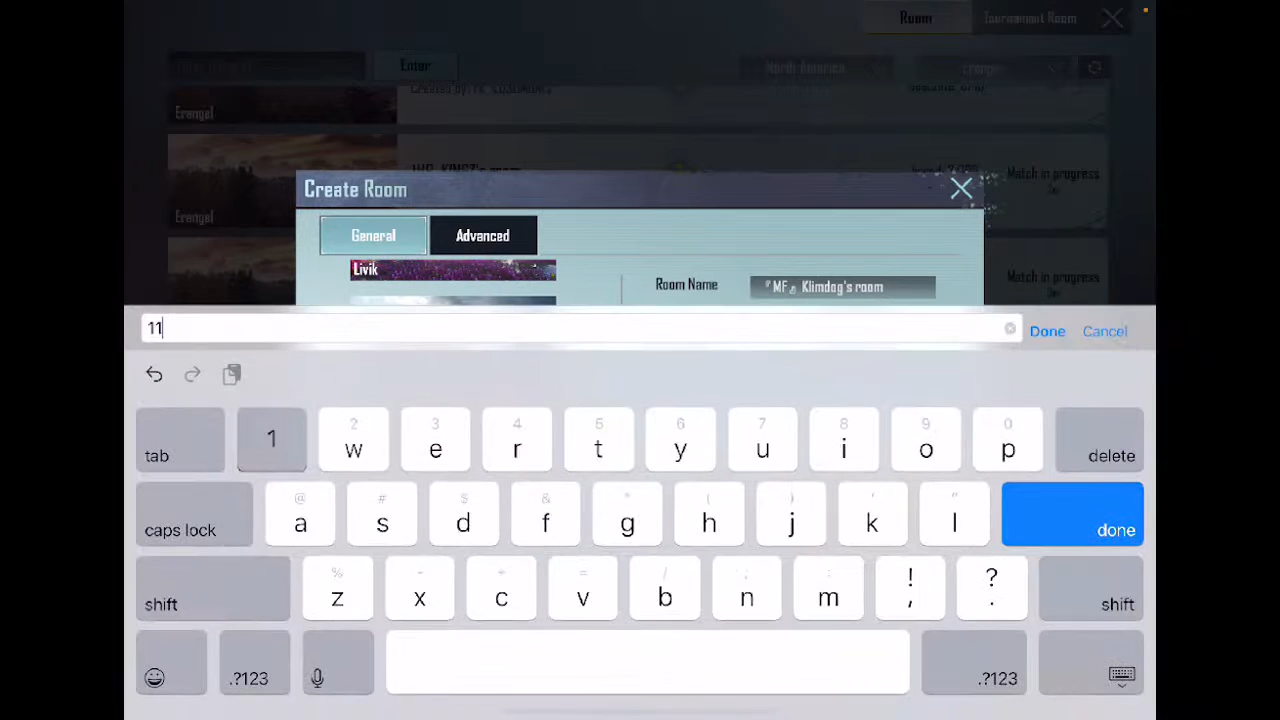 Room
Tournament Room
Enter
North America
Erangel
Match in progress
Erangel
Match in progress
Create Room
General
Advanced
Livik
Room Name
『MF』Klimdog's room
11
Done
Cancel
tab
1
2
w
3
e
4
r
5
t
6
y
7
u
8
i
9
o
0
p
delete
caps lock
@
a
#
s
$
d
&
f
*
g
(
h
)
j
'
k
"
l
done
shift
%
z
-
x
+
c
=
v
/
b
;
n
:
m
!
,
?
.
shift
.?123
.?123